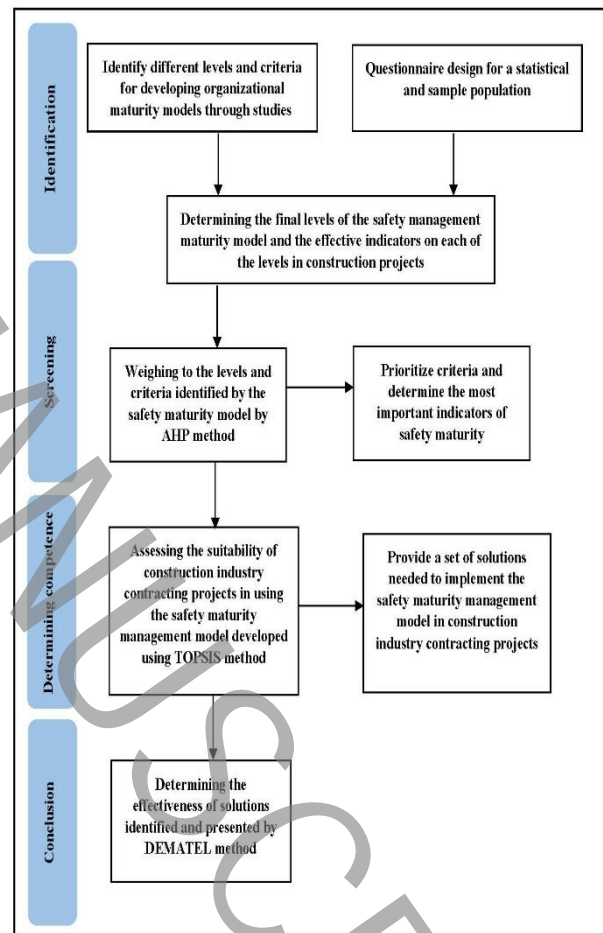 Identification
Identify different levels and criteria
for developing organizational
maturity models through studies
Questionnaire design for a statistical
and sample population
Determining the final levels of the safety management
maturity model and the effective indicators on each of
the levels in construction projects
Screening
Weighing to the levels and
criteria identified by the
safety maturity model by
AHP method
Prioritize criteria and
determine the most
important indicators of
safety maturity
Determining competence
Assessing the suitability of
construction industry
contracting projects in using
the safety maturity
management model developed
using TOPSIS method
Provide a set of solutions
needed to implement the
safety maturity management
model in construction
industry contracting projects
Conclusion
Determining the
effectiveness of solutions
identified and presented by
DEMATEL method